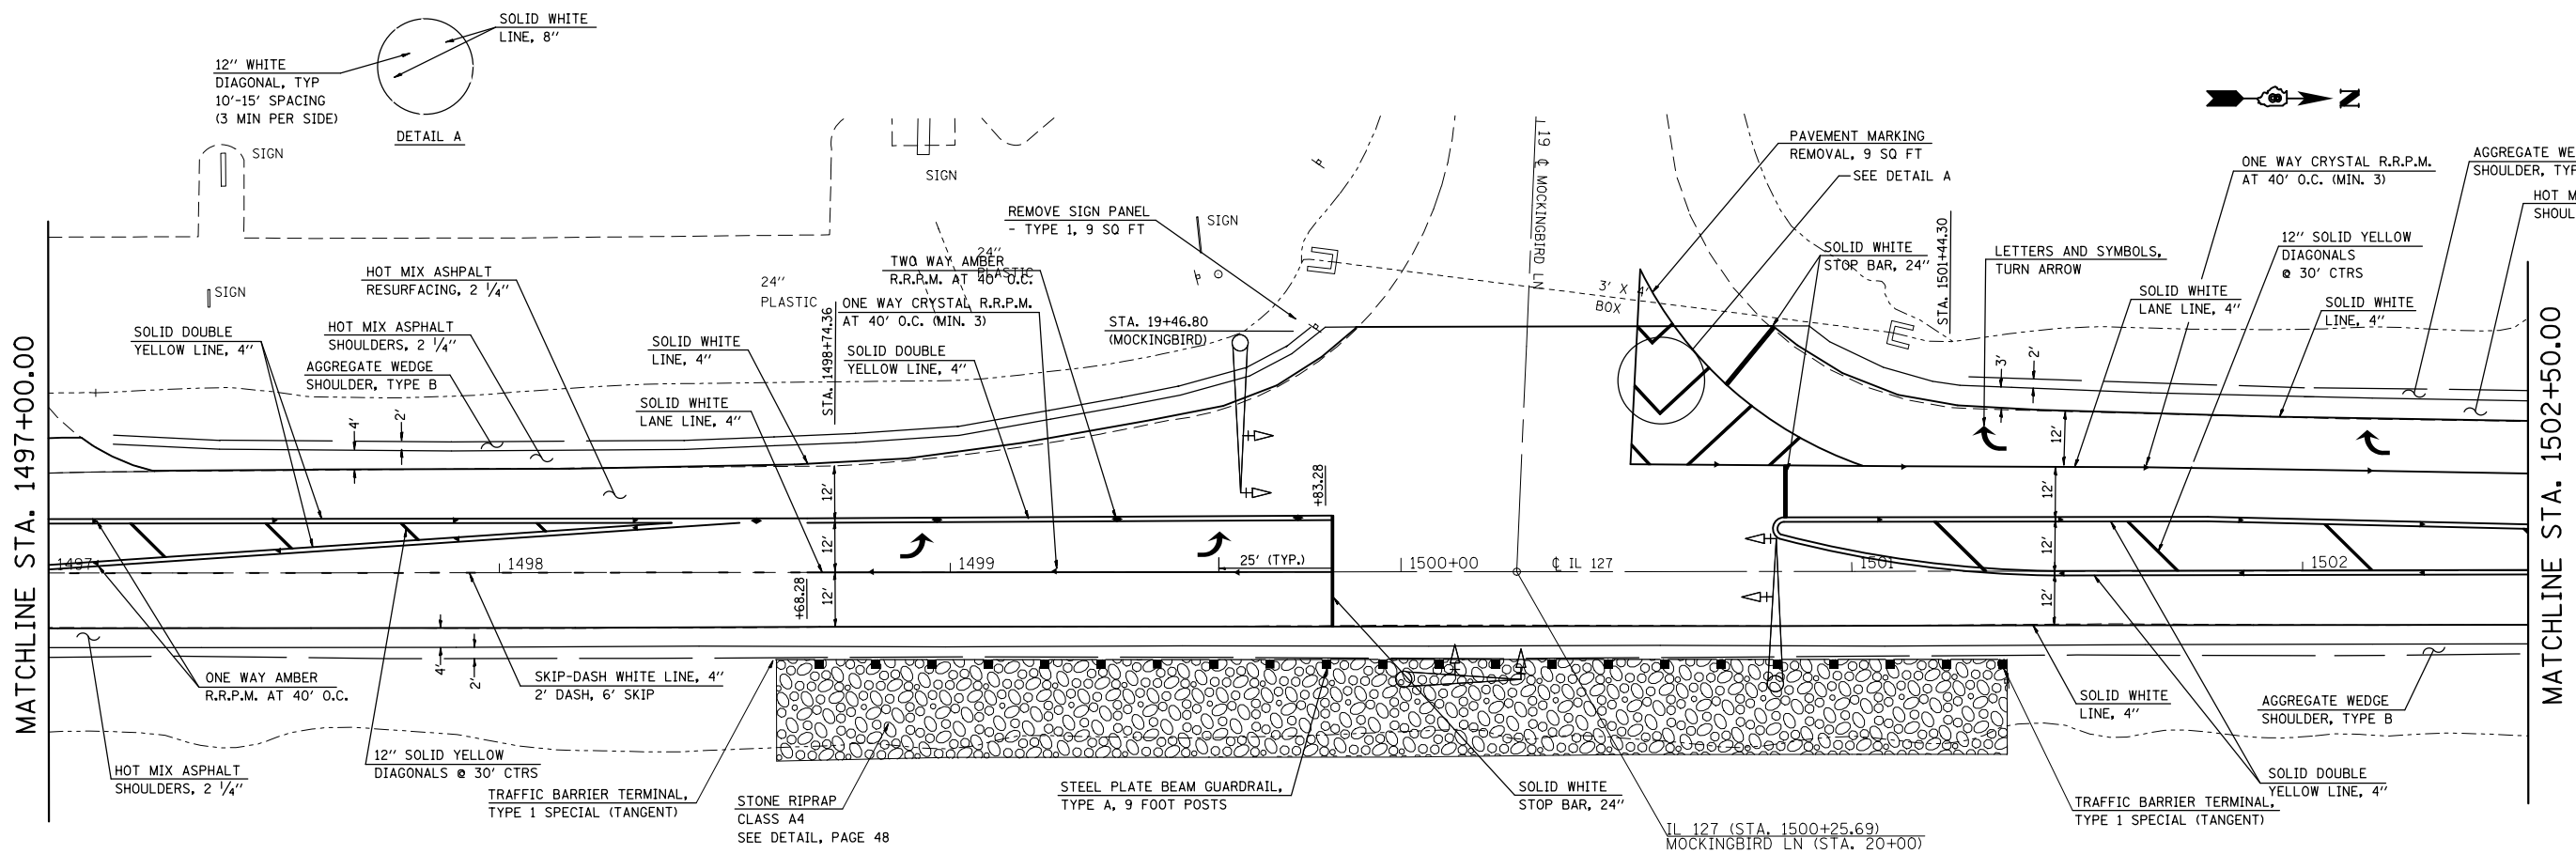 SOLID WHITE
LINE, 8"
12" WHITE
DIAGONAL, TYP
10'-15' SPACING
(3 MIN PER SIDE)
DETAIL A
SIGN
SIGN
SIGN
SIGN
N
HOT MIX ASHPALT
RESURFACING, 2 1/4"
SOLID DOUBLE
YELLOW LINE, 4"
HOT MIX ASPHALT
SHOULDERS, 2 1/4"
AGGREGATE WEDGE
SHOULDER, TYPE B
SOLID WHITE
LINE, 4"
SOLID WHITE
LANE LINE, 4"
24"
PLASTIC
24"
PLASTIC
TWO WAY AMBER
R.R.P.M. AT 40' O.C.
ONE WAY CRYSTAL R.R.P.M.
AT 40' O.C. (MIN. 3)
SOLID DOUBLE
YELLOW LINE, 4"
STA. 1498+74.36
REMOVE SIGN PANEL
- TYPE 1, 9 SQ FT
STA. 19+46.80
(MOCKINGBIRD)
19
℄ MOCKINGBIRD LN
3' X 4'
BOX
PAVEMENT MARKING
REMOVAL, 9 SQ FT
SEE DETAIL A
SOLID WHITE
STOP BAR, 24"
STA. 1501+44.30
LETTERS AND SYMBOLS,
TURN ARROW
ONE WAY CRYSTAL R.R.P.M.
AT 40' O.C. (MIN. 3)
12" SOLID YELLOW
DIAGONALS
@ 30' CTRS
SOLID WHITE
LANE LINE, 4"
SOLID WHITE
LINE, 4"
AGGREGATE WE
SHOULDER, TYP
HOT M
SHOUL
MATCHLINE STA. 1497+00.00
MATCHLINE STA. 1502+50.00
4'
2'
3'
2'
12'
12'
12'
12'
12'
12'
12'
+83.28
+68.28
25' (TYP.)
1497
1498
1499
1500+00
℄ IL 127
1501
1502
4'
2'
ONE WAY AMBER
R.R.P.M. AT 40' O.C.
SKIP-DASH WHITE LINE, 4"
2' DASH, 6' SKIP
12" SOLID YELLOW
DIAGONALS @ 30' CTRS
HOT MIX ASPHALT
SHOULDERS, 2 1/4"
TRAFFIC BARRIER TERMINAL,
TYPE 1 SPECIAL (TANGENT)
STONE RIPRAP
CLASS A4
SEE DETAIL, PAGE 48
STEEL PLATE BEAM GUARDRAIL,
TYPE A, 9 FOOT POSTS
SOLID WHITE
STOP BAR, 24"
IL 127 (STA. 1500+25.69)
MOCKINGBIRD LN (STA. 20+00)
SOLID WHITE
LINE, 4"
AGGREGATE WEDGE
SHOULDER, TYPE B
SOLID DOUBLE
YELLOW LINE, 4"
TRAFFIC BARRIER TERMINAL,
TYPE 1 SPECIAL (TANGENT)